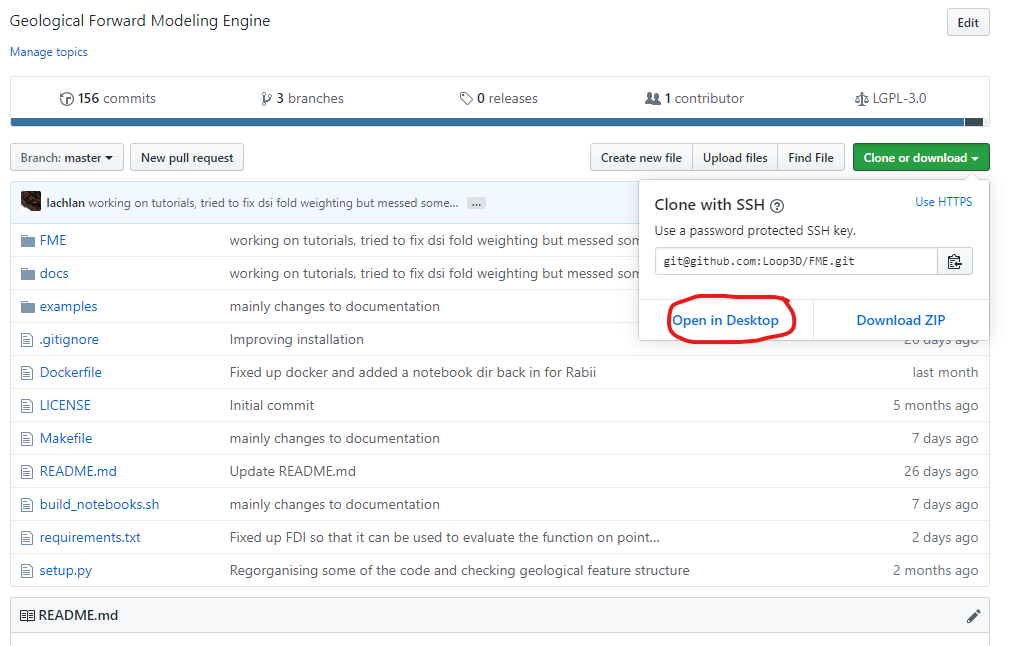 Geological Forward Modeling Engine
Edit
Manage topics
156 commits 3 branches 0 releases 1 contributor LGPL-3.0
Branch: master New pull request Create new file Upload files Find File Clone or download
lachlan working on tutorials, tried to fix dsi fold weighting but messed some... ...
Clone with SSH Use HTTPS
Use a password protected SSH key.
git@github.com:Loop3D/FME.git
Open in Desktop Download ZIP
FME working on tutorials, tried to fix dsi fold weighting but messed som
docs working on tutorials, tried to fix dsi fold weighting but messed som
examples mainly changes to documentation
.gitignore Improving installation 26 days ago
Dockerfile Fixed up docker and added a notebook dir back in for Rabii last month
LICENSE Initial commit 5 months ago
Makefile mainly changes to documentation 7 days ago
README.md Update README.md 26 days ago
build_notebooks.sh mainly changes to documentation 7 days ago
requirements.txt Fixed up FDI so that it can be used to evaluate the function on point... 2 days ago
setup.py Regorganising some of the code and checking geological feature structure 2 months ago
README.md